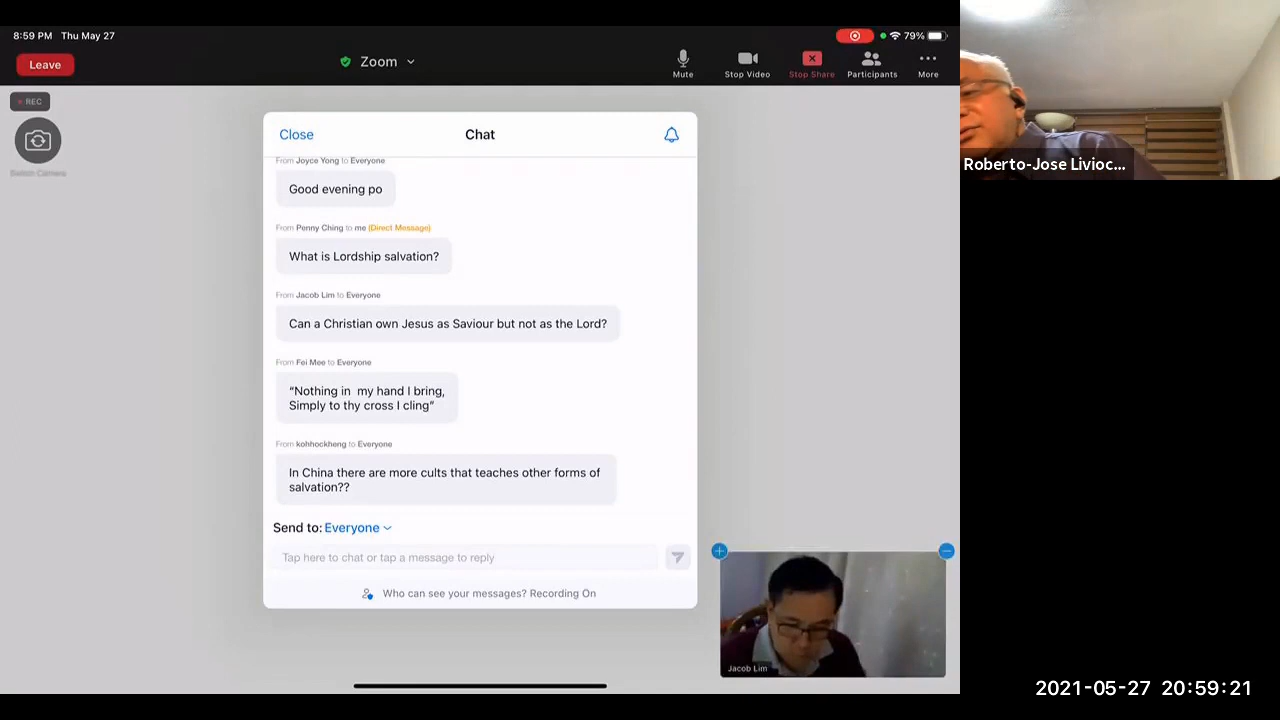 8:59 PM Thu May 27
79%
Leave
Zoom
Mute
Stop Video
Stop Share
Participants
More
REC
Switch Camera
Close
Chat
From Joyce Yong to Everyone
Good evening po
From Penny Ching to me (Direct Message)
What is Lordship salvation?
From Jacob Lim to Everyone
Can a Christian own Jesus as Saviour but not as the Lord?
From Fei Mee to Everyone
“Nothing in  my hand I bring,
Simply to thy cross I cling”
From kohhockheng to Everyone
In China there are more cults that teaches other forms of
salvation??
Send to: Everyone
Tap here to chat or tap a message to reply
Who can see your messages? Recording On
Jacob Lim
Roberto-Jose Livioc...
2021-05-27 20:59:21